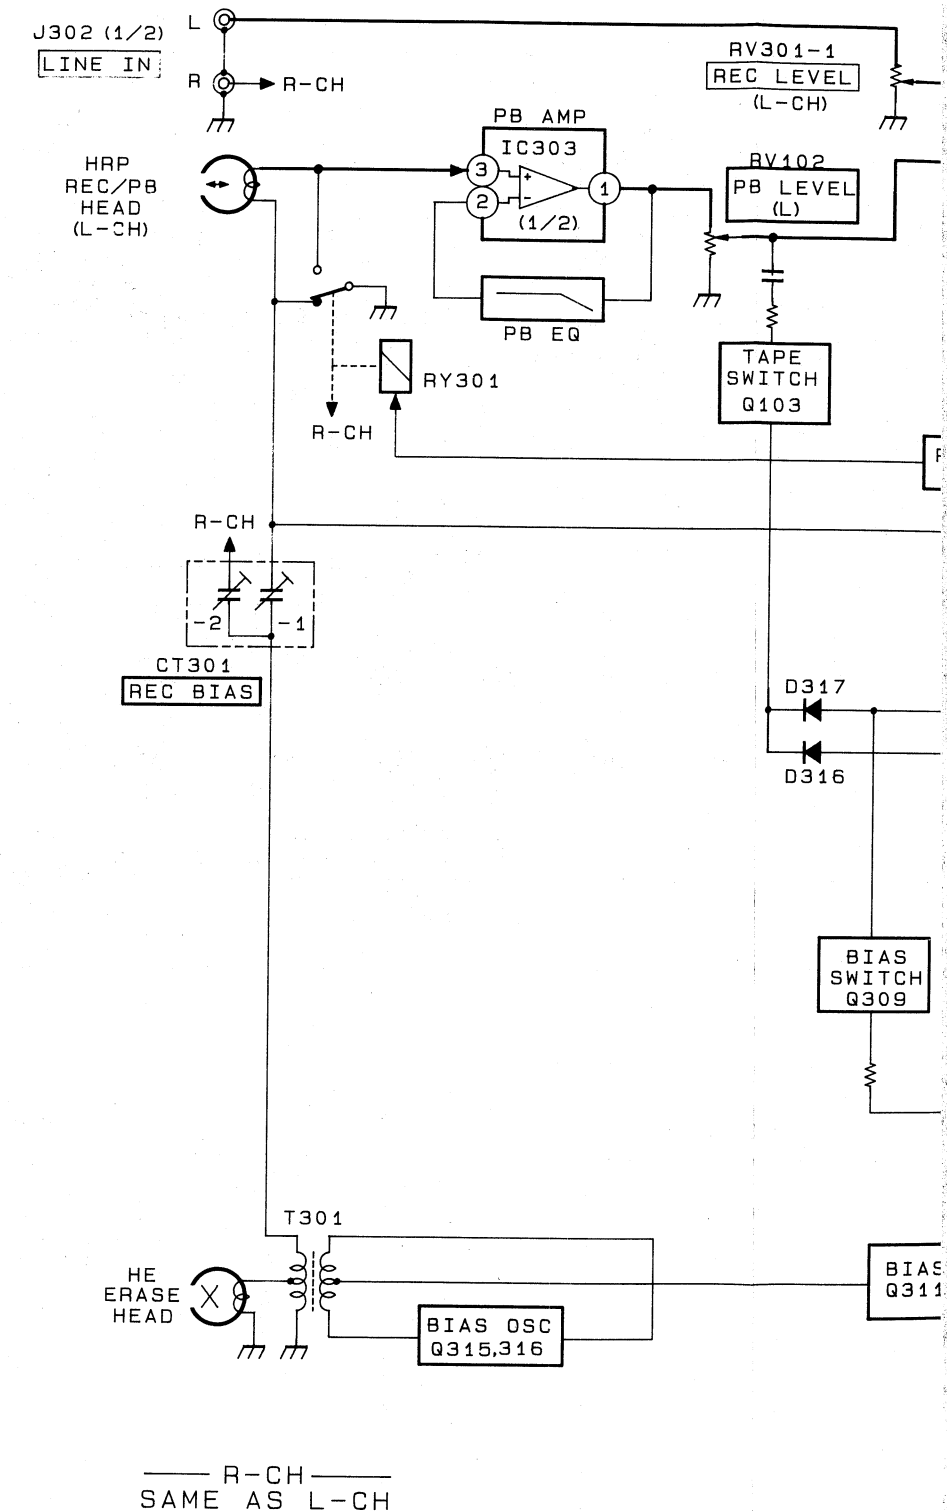 J302 (1/2)
LINE IN
L
R
R-CH
RV301-1
REC LEVEL
(L-CH)
HRP
REC/PB
HEAD
(L-CH)
PB AMP
IC303
3
+
2
-
1
(1/2)
PB EQ
RV102
PB LEVEL
(L)
TAPE
SWITCH
Q103
RY301
R-CH
R-CH
-2
-1
CT301
REC BIAS
D317
D316
BIAS
SWITCH
Q309
T301
HE
ERASE
HEAD
X
BIAS OSC
Q315,316
BIAS
Q311
R-CH
SAME AS L-CH